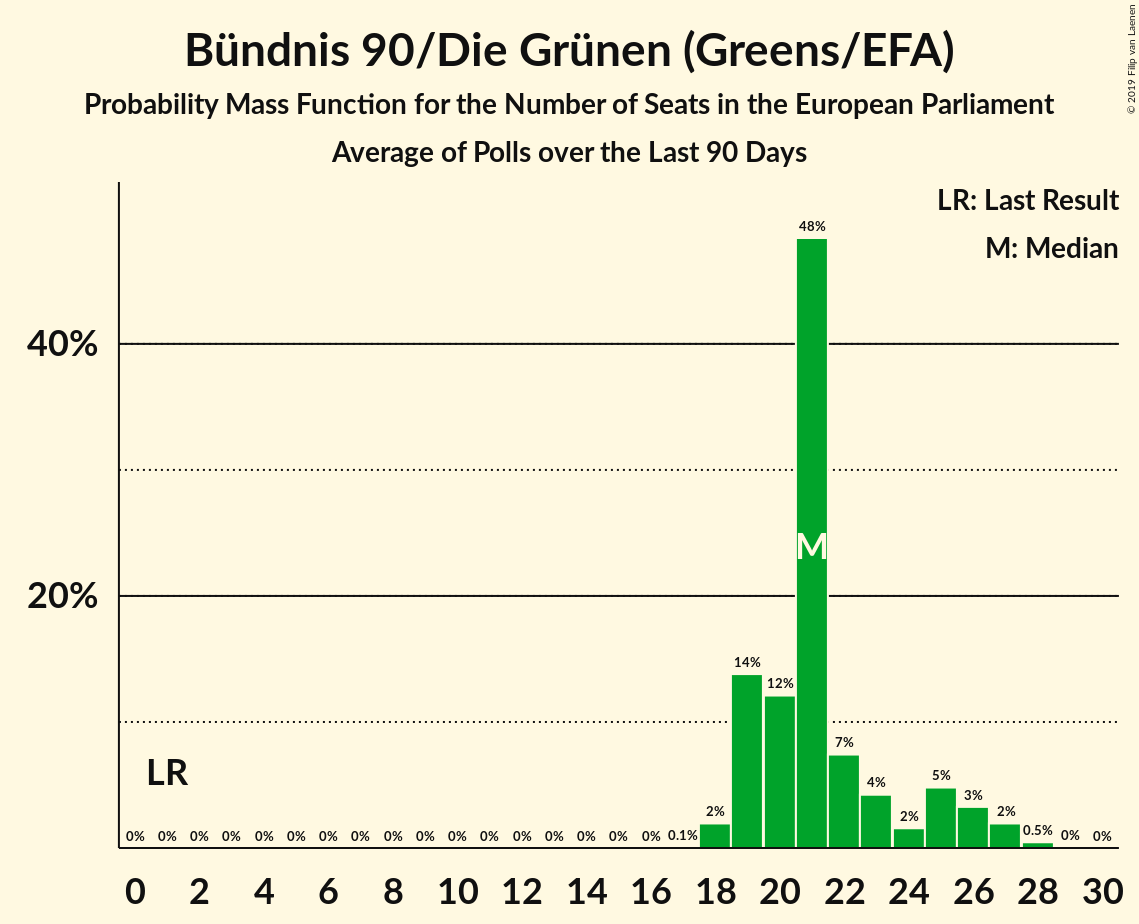 Bündnis 90/Die Grünen (Greens/EFA)
Probability Mass Function for the Number of Seats in the European Parliament
Average of Polls over the Last 90 Days
© 2019 Filip van Laenen
LR: Last Result
M: Median
48%
40%
M
20%
14%
12%
7%
LR
4%
5%
3%
2%
2%
2%
0% 0% 0% 0% 0% 0% 0% 0% 0% 0% 0% 0% 0% 0% 0% 0% 0% 0.1% 0.5% 0% 0%
0 2 4 6 8 10 12 14 16 18 20 22 24 26 28 30